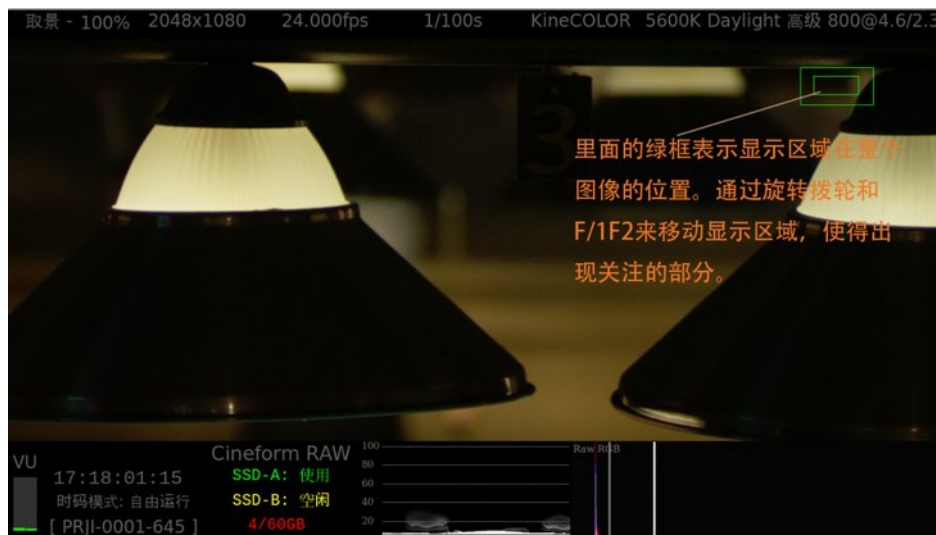 取景 - 100% 2048x1080 24.000fps 1/100s KineCOLOR 5600K Daylight 高级 800@4.6/2.3
3
里面的绿框表示显示区域在整个
图像的位置。通过旋转拨轮和
F/1F2来移动显示区域，使得出
现关注的部分。
VU
17:18:01:15
时码模式: 自由运行
[ PRJI-0001-645 ]
Cineform RAW
SSD-A: 使用
SSD-B: 空闲
4/60GB
100
80
60
40
20
Raw RGB